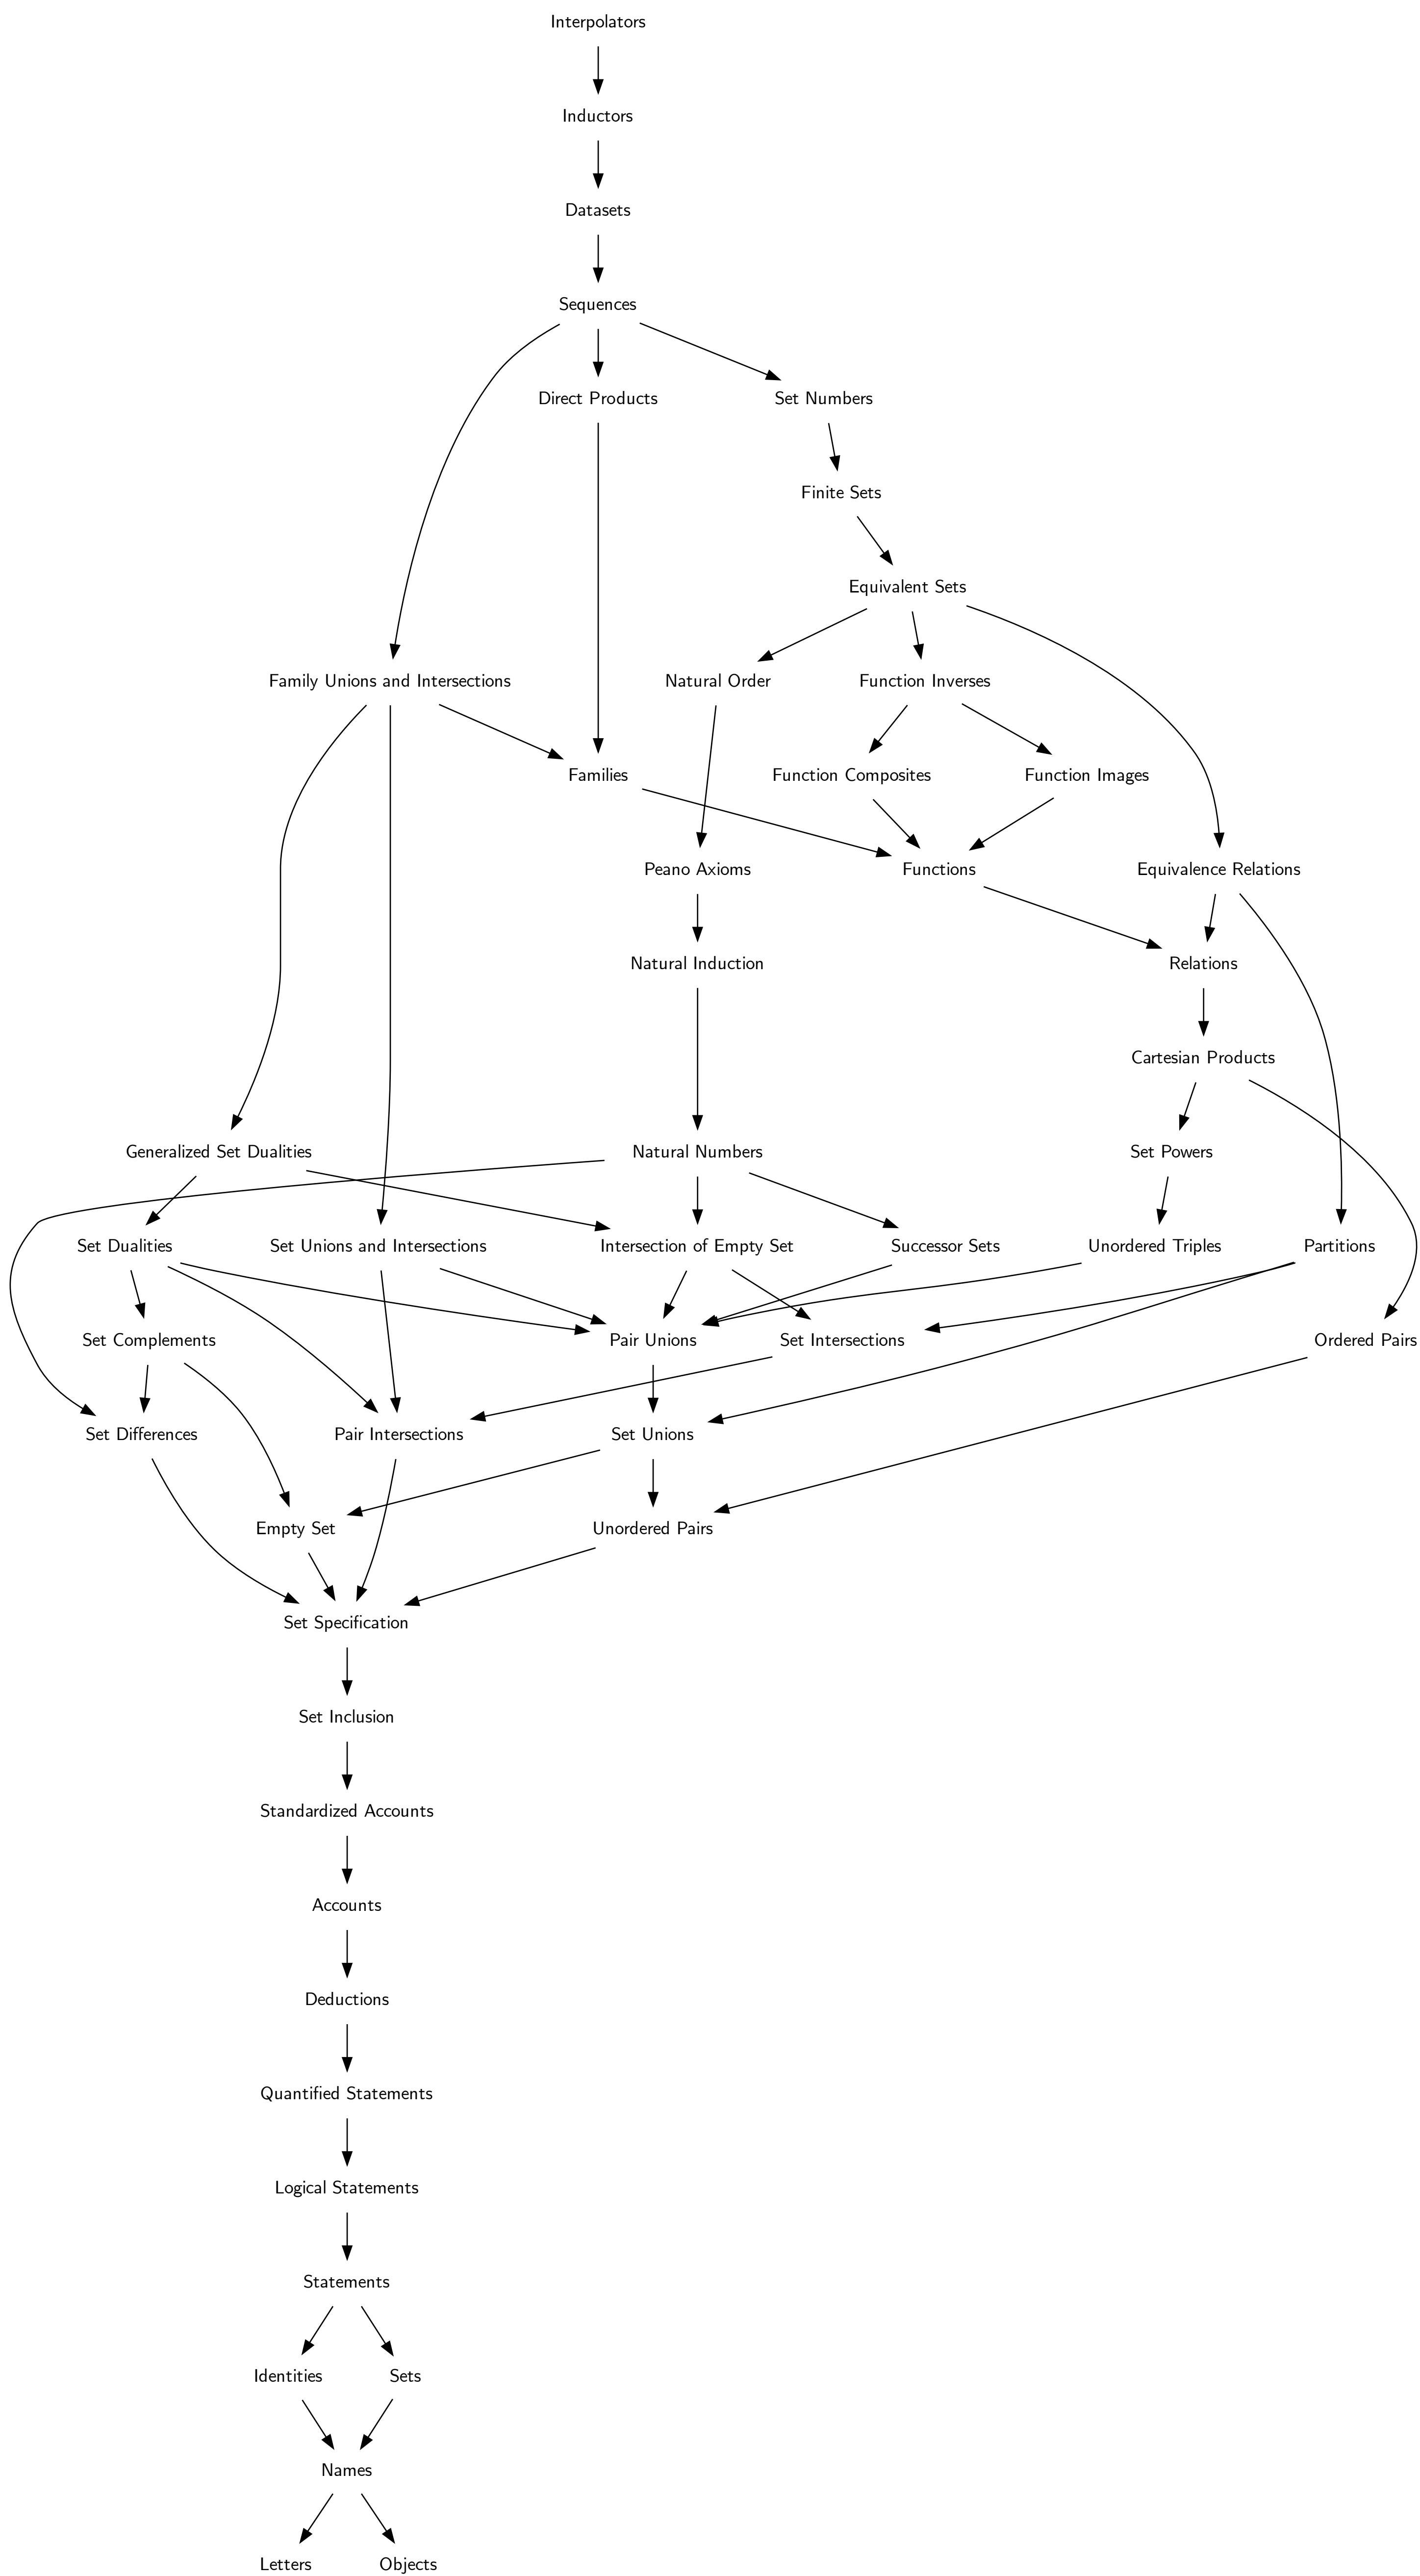 Interpolators
Inductors
Datasets
Sequences
Direct Products
Set Numbers
Finite Sets
Equivalent Sets
Family Unions and Intersections
Natural Order
Function Inverses
Families
Function Composites
Function Images
Peano Axioms
Functions
Equivalence Relations
Natural Induction
Relations
Cartesian Products
Generalized Set Dualities
Natural Numbers
Set Powers
Set Dualities
Set Unions and Intersections
Intersection of Empty Set
Successor Sets
Unordered Triples
Partitions
Set Complements
Pair Unions
Set Intersections
Ordered Pairs
Set Differences
Pair Intersections
Set Unions
Empty Set
Unordered Pairs
Set Specification
Set Inclusion
Standardized Accounts
Accounts
Deductions
Quantified Statements
Logical Statements
Statements
Identities
Sets
Names
Letters
Objects